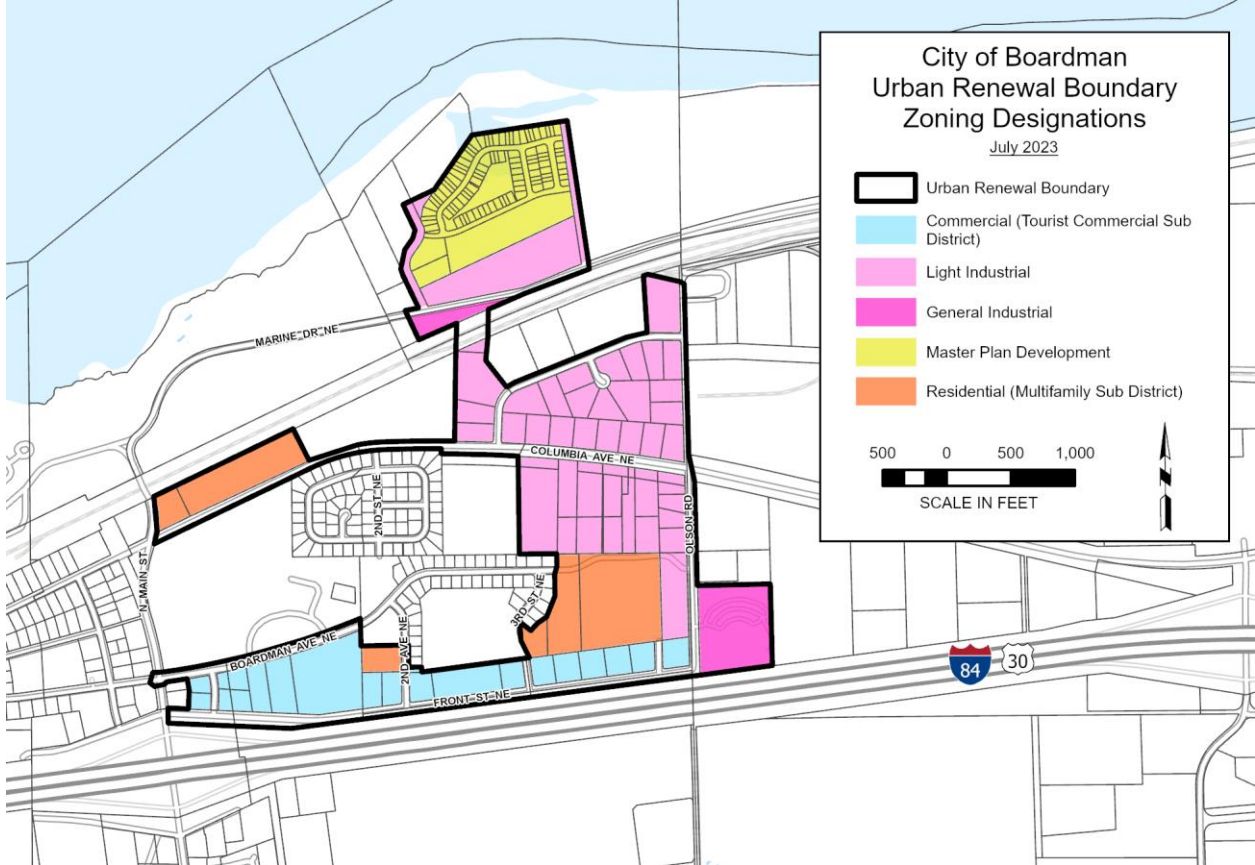 City of Boardman
Urban Renewal Boundary
Zoning Designations
July 2023
Urban Renewal Boundary
Commercial (Tourist Commercial Sub
District)
Light Industrial
General Industrial
Master Plan Development
Residential (Multifamily Sub District)
500 0 500 1,000
SCALE IN FEET
MARINE DR NE
COLUMBIA AVE NE
2ND ST NE
OLSON RD
N MAIN ST
3RD ST NE
BOARDMAN AVE NE
2ND AVE NE
FRONT ST NE
84
30